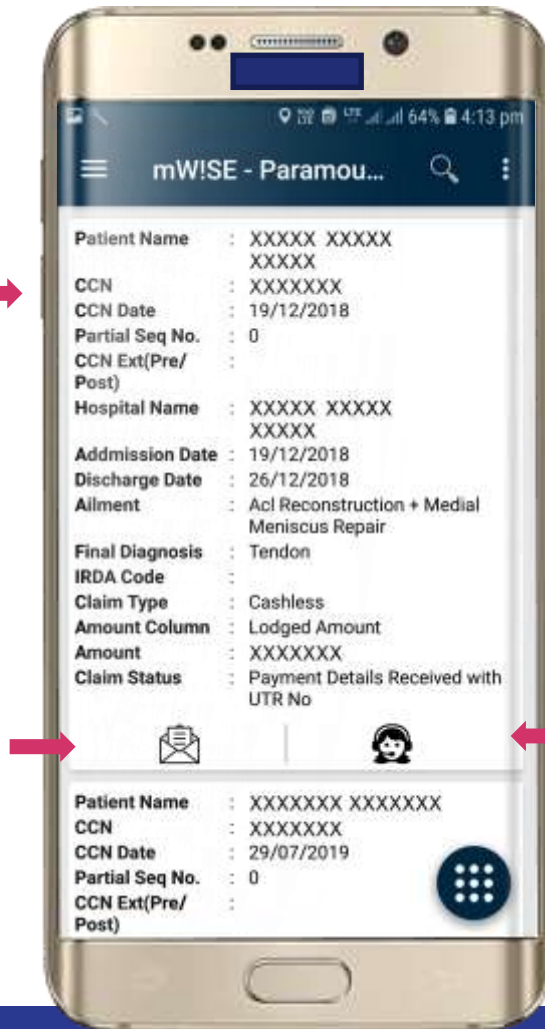 64% 4:13 pm
mW!SE - Paramou...
Patient Name : XXXXX XXXXX
XXXXX
CCN : XXXXXXX
CCN Date : 19/12/2018
Partial Seq No. : 0
CCN Ext(Pre/ :
Post)
Hospital Name : XXXXX XXXXX
XXXXX
Addmission Date : 19/12/2018
Discharge Date : 26/12/2018
Ailment : Acl Reconstruction + Medial
Meniscus Repair
Final Diagnosis : Tendon
IRDA Code :
Claim Type : Cashless
Amount Column : Lodged Amount
Amount : XXXXXXX
Claim Status : Payment Details Received with
UTR No
Patient Name : XXXXXXX XXXXXXX
CCN : XXXXXXX
CCN Date : 29/07/2019
Partial Seq No. : 0
CCN Ext(Pre/ :
Post)